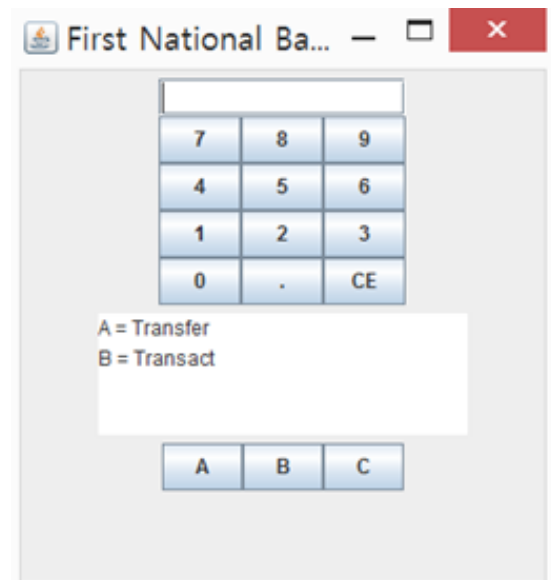 First National Ba...
7 8 9
4 5 6
1 2 3
0 . CE
A = Transfer
B = Transact
A B C